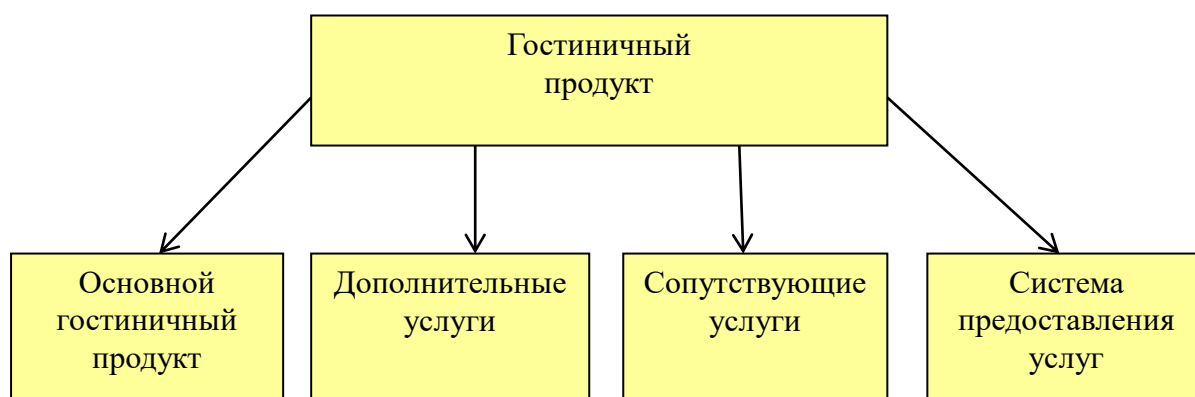 Гостиничный
продукт
Основной
гостиничный
продукт
Дополнительные
услуги
Сопутствующие
услуги
Система
предоставления
услуг